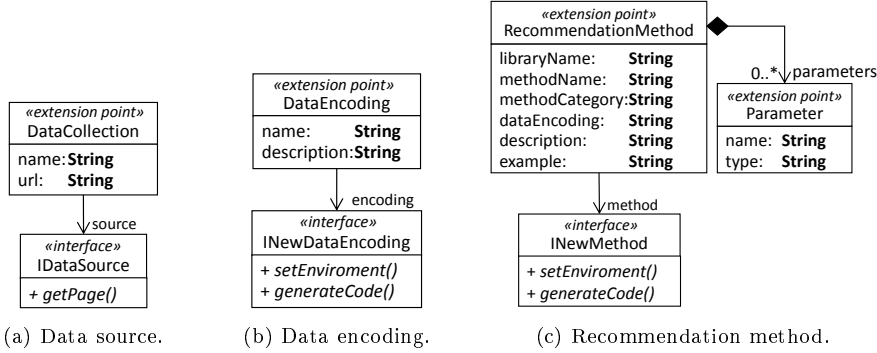 «extension point»
DataCollection
name: String
url: String
source
«interface»
IDataSource
+ getPage()
(a) Data source.
«extension point»
DataEncoding
name: String
description: String
encoding
«interface»
INewDataEncoding
+ setEnviroment()
+ generateCode()
(b) Data encoding.
«extension point»
RecommendationMethod
libraryName: String
methodName: String
methodCategory: String
dataEncoding: String
description: String
example: String
0..* parameters
«extension point»
Parameter
name: String
type: String
method
«interface»
INewMethod
+ setEnviroment()
+ generateCode()
(c) Recommendation method.